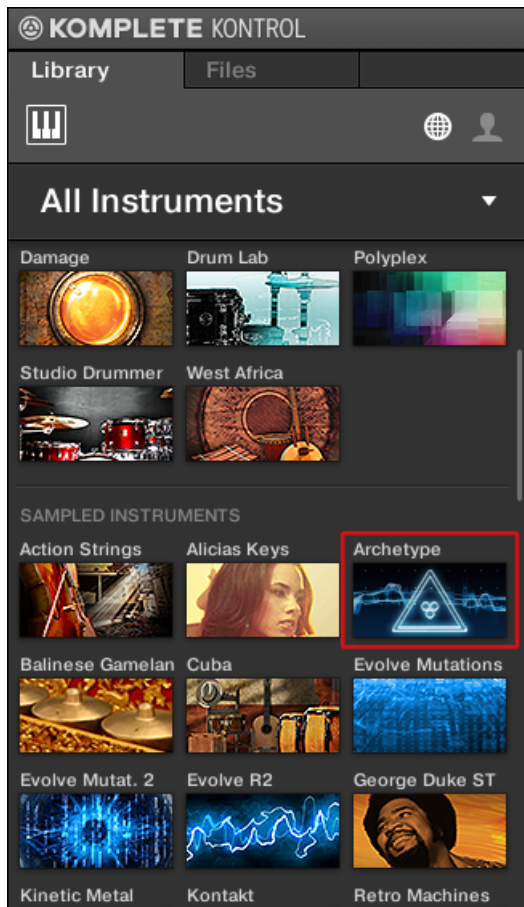 KOMPLETE KONTROL
Library Files
All Instruments
Damage Drum Lab Polyplex
Studio Drummer West Africa
SAMPLED INSTRUMENTS
Action Strings Alicias Keys Archetype
Balinese Gamelan Cuba Evolve Mutations
Evolve Mutat. 2 Evolve R2 George Duke ST
Kinetic Metal Kontakt Retro Machines